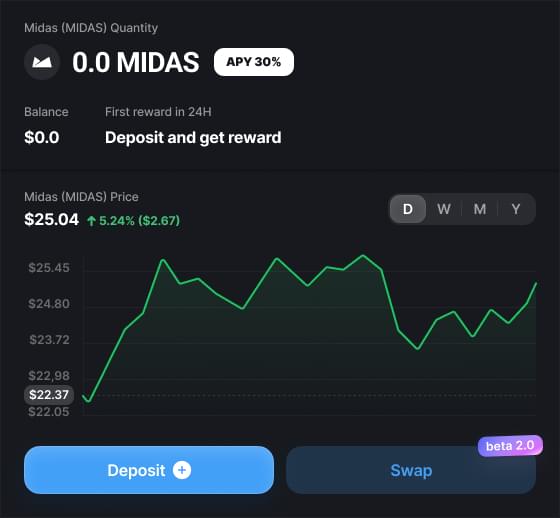 Midas (MIDAS) Quantity
0.0 MIDAS APY 30%
Balance First reward in 24H
$0.0 Deposit and get reward
Midas (MIDAS) Price
$25.04 5.24% ($2.67) D W M Y
$25.45
$24.80
$23.72
$22,98
$22.37
$22.05
beta 2.0
Deposit Swap